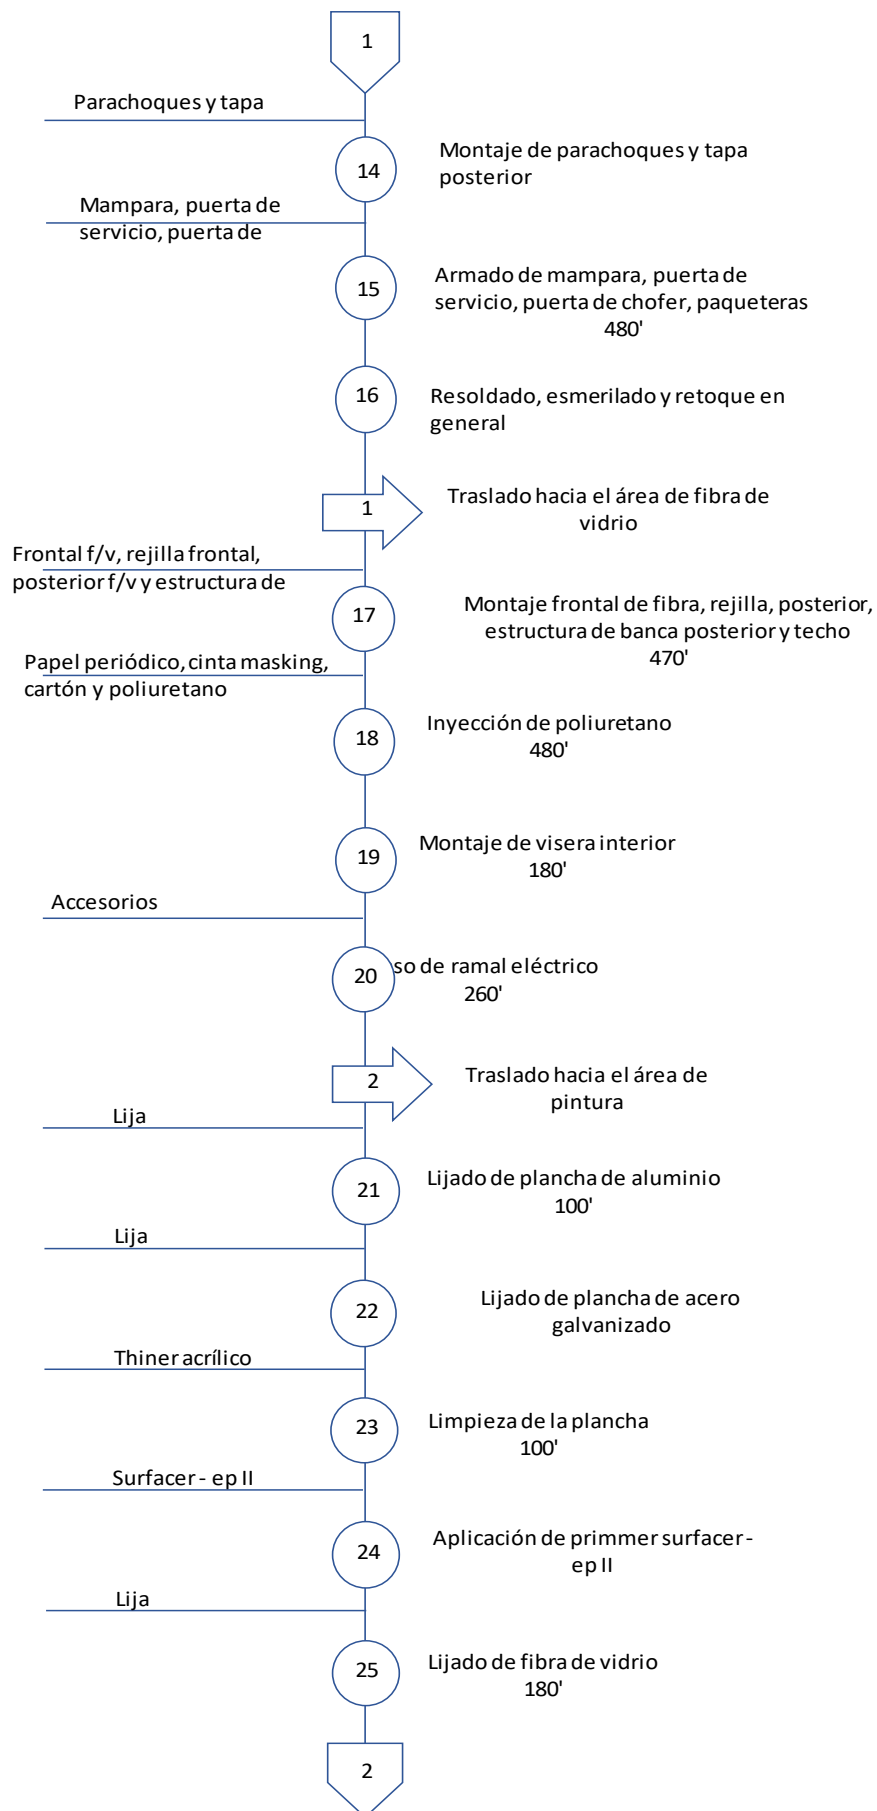 1
Parachoques y tapa
14
Montaje de parachoques y tapa
posterior
Mampara, puerta de
servicio, puerta de
15
Armado de mampara, puerta de
servicio, puerta de chofer, paqueteras
480'
16
Resoldado, esmerilado y retoque en
general
1
Traslado hacia el área de fibra de
vidrio
Frontal f/v, rejilla frontal,
posterior f/v y estructura de
17
Montaje frontal de fibra, rejilla, posterior,
estructura de banca posterior y techo
470'
Papel periódico, cinta masking,
cartón y poliuretano
18
Inyección de poliuretano
480'
19
Montaje de visera interior
180'
Accesorios
20
so de ramal eléctrico
260'
2
Traslado hacia el área de
pintura
Lija
21
Lijado de plancha de aluminio
100'
Lija
22
Lijado de plancha de acero
galvanizado
Thiner acrílico
23
Limpieza de la plancha
100'
Surfacer - ep II
24
Aplicación de primmer surfacer -
ep II
Lija
25
Lijado de fibra de vidrio
180'
2